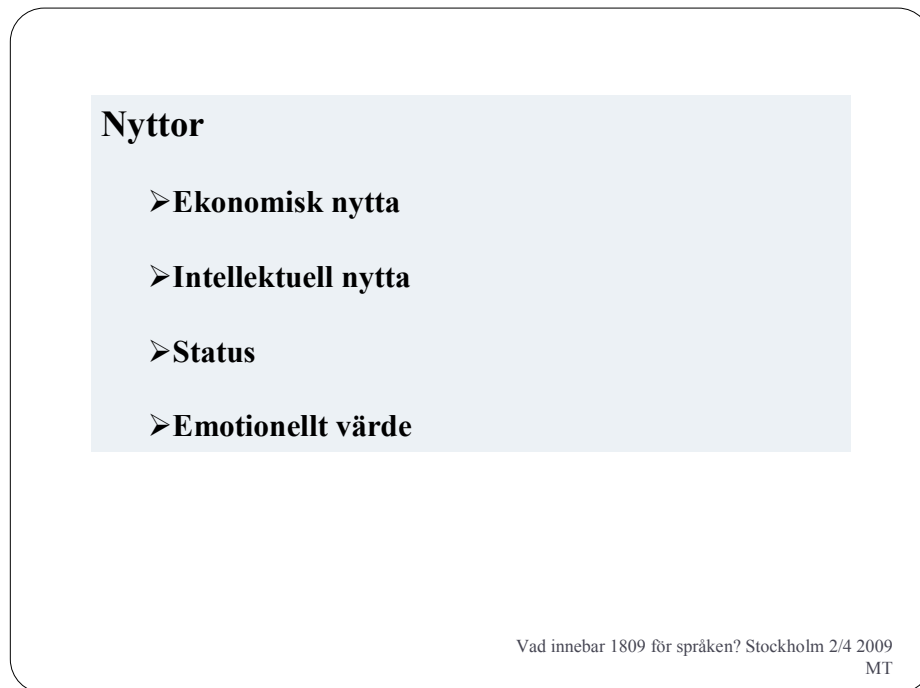 Nyttor
➢Ekonomisk nytta
➢Intellektuell nytta
➢Status
➢Emotionellt värde
Vad innebar 1809 för språken? Stockholm 2/4 2009
MT